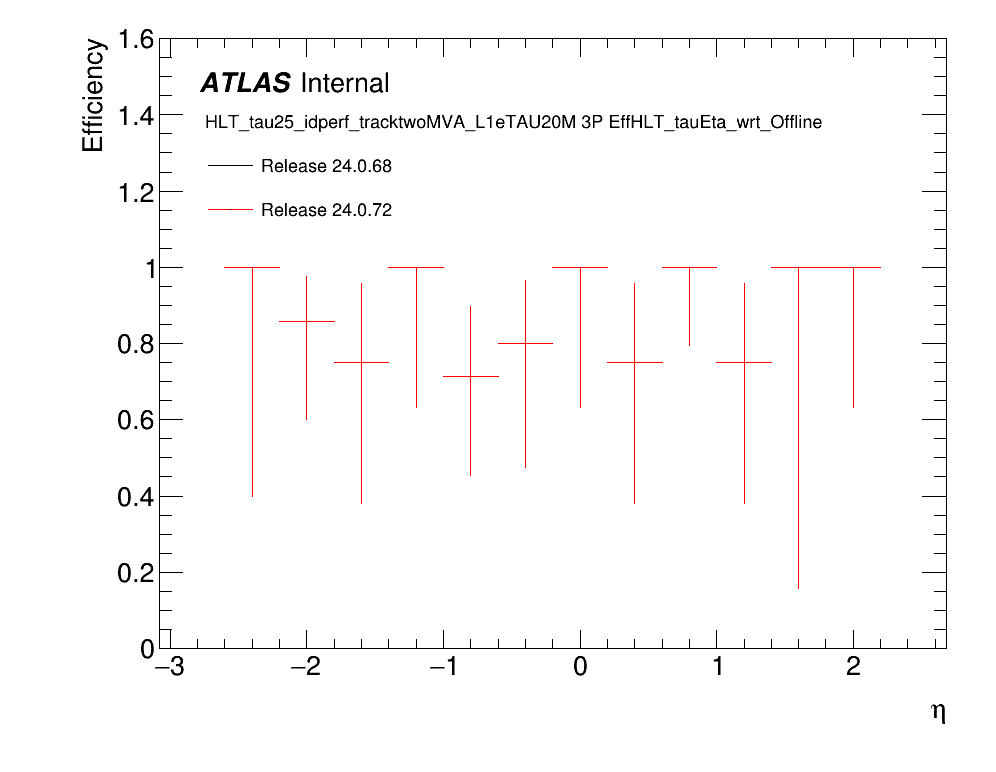 Efficiency
1.6
1.4
1.2
1
0.8
0.6
0.4
0.2
0
ATLAS Internal
HLT_tau25_idperf_tracktwoMVA_L1eTAU20M 3P EffHLT_tauEta_wrt_Offline
Release 24.0.68
Release 24.0.72
−3 −2 −1 0 1 2
η